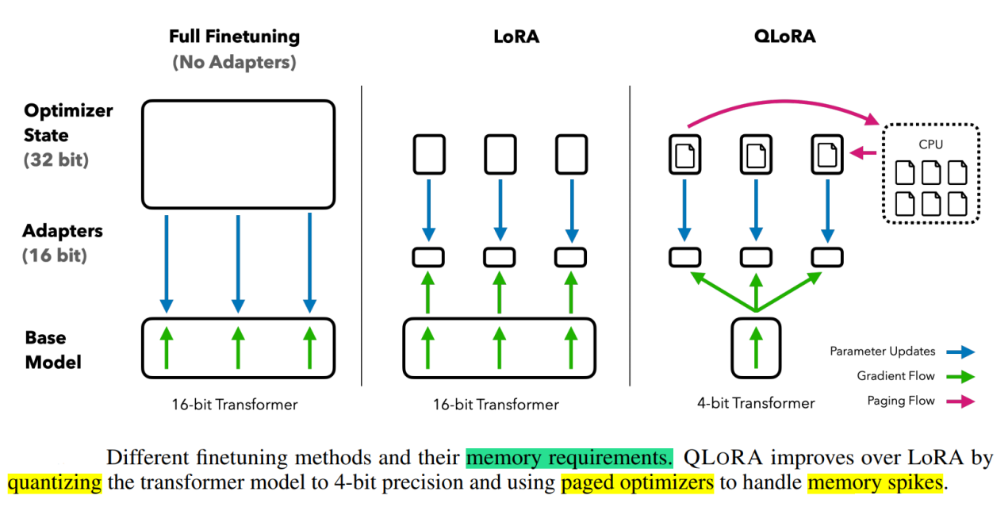 Full Finetuning
(No Adapters)
LoRA
QLoRA
Optimizer
State
(32 bit)
CPU
Adapters
(16 bit)
Base
Model
Parameter Updates
Gradient Flow
Paging Flow
16-bit Transformer
16-bit Transformer
4-bit Transformer
Different finetuning methods and their memory requirements. QLORA improves over LoRA by
quantizing the transformer model to 4-bit precision and using paged optimizers to handle memory spikes.